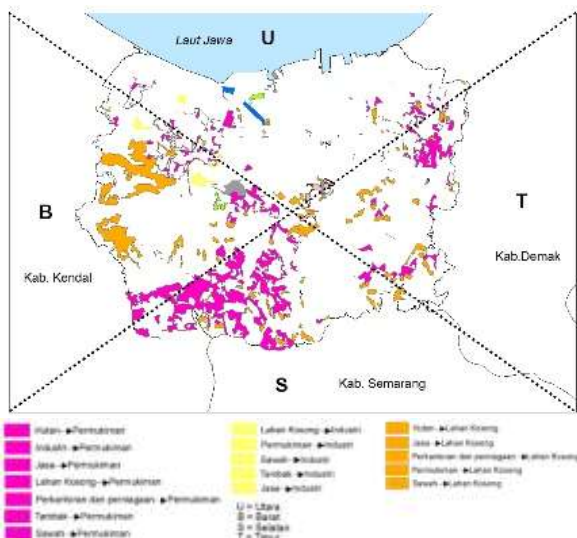 Laut Jawa
U
B
T
Kab. Kendal
Kab.Demak
S
Kab. Semarang
Hutan ->Permukiman
Industri ->Permukiman
Jasa ->Permukiman
Lahan Kosong ->Permukiman
Perkantoran dan perniagaan ->Permukiman
Tambak ->Permukiman
Sawah ->Permukiman
Lahan Kosong ->Industri
Permukiman ->Industri
Sawah ->Industri
Tambak ->Industri
Jasa ->Industri
U = Utara
B = Barat
S = Selatan
T = Timur
Hutan ->Lahan Kosong
Jasa ->Lahan Kosong
Perkantoran dan perniagaan ->Lahan Kosong
Permukiman ->Lahan Kosong
Sawah ->Lahan Kosong